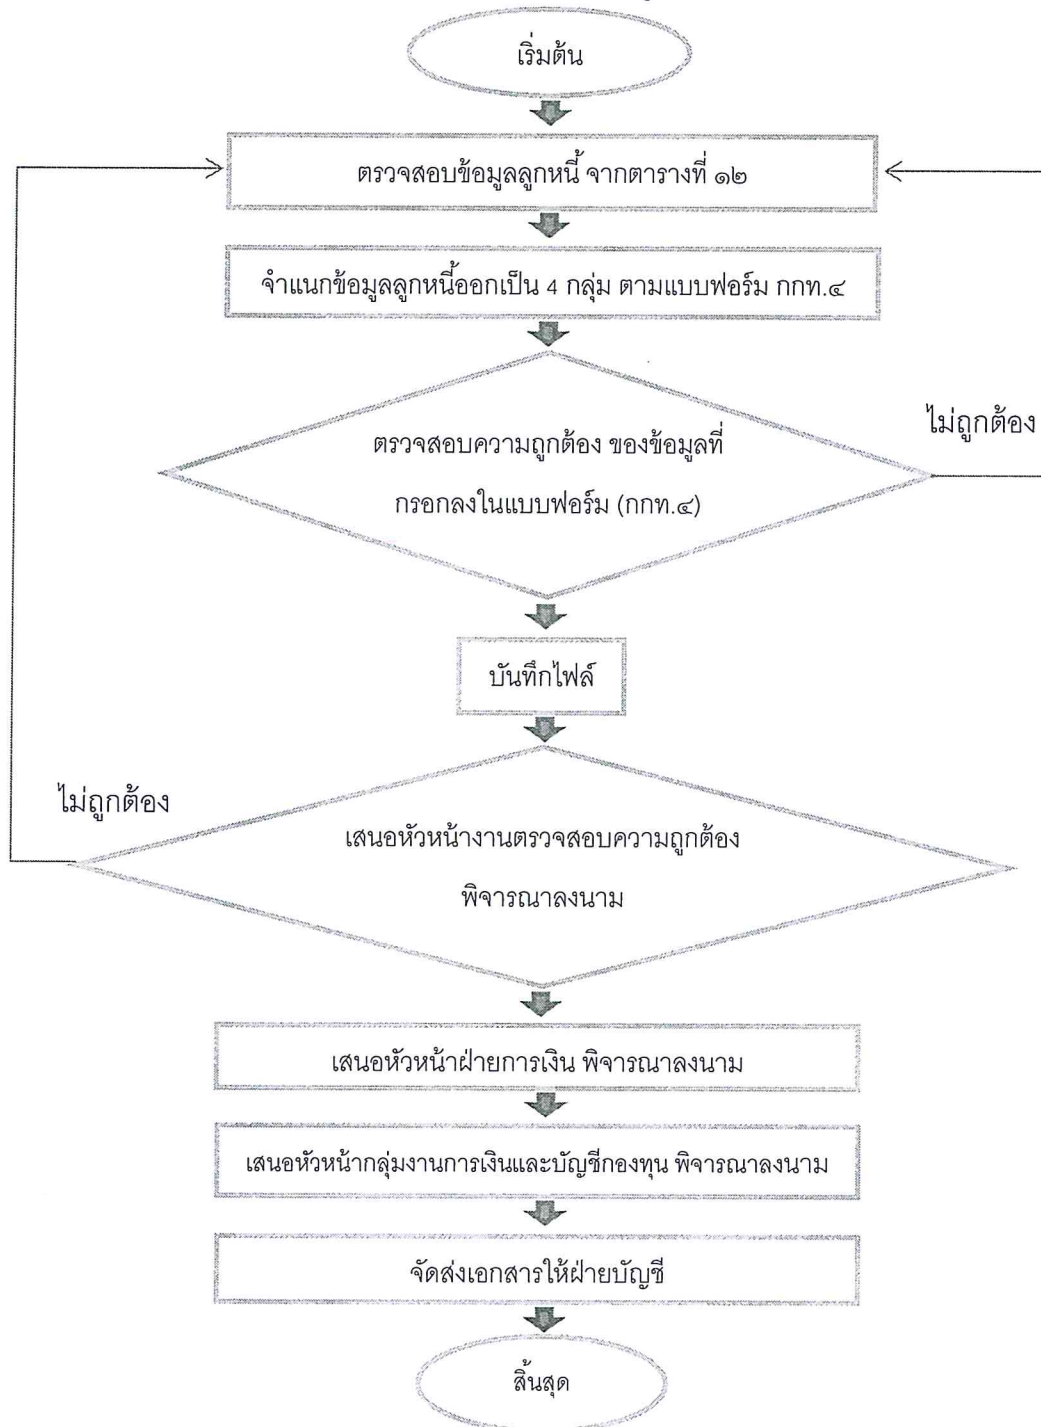 เริ่มต้น
ตรวจสอบข้อมูลลูกหนี้ จากตารางที่ ๑๒
จำแนกข้อมูลลูกหนี้ออกเป็น 4 กลุ่ม ตามแบบฟอร์ม กกท.๔
ไม่ถูกต้อง
ตรวจสอบความถูกต้อง ของข้อมูลที่
กรอกลงในแบบฟอร์ม (กกท.๔)
บันทึกไฟล์
ไม่ถูกต้อง
เสนอหัวหน้างานตรวจสอบความถูกต้อง
พิจารณาลงนาม
เสนอหัวหน้าฝ่ายการเงิน พิจารณาลงนาม
เสนอหัวหน้ากลุ่มงานการเงินและบัญชีกองทุน พิจารณาลงนาม
จัดส่งเอกสารให้ฝ่ายบัญชี
สิ้นสุด